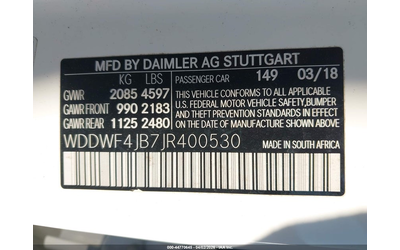 MFD BY DAIMLER AG STUTTGART
KG LBS PASSENGER CAR 149 03/18
GVWR 2085 4597
GAWR FRONT 990 2183
GAWR REAR 1125 2480
THIS CAR CONFORMS TO ALL APPLICABLE
U.S. FEDERAL MOTOR VEHICLE SAFETY, BUMPER
AND THEFT PREVENTION STANDARDS IN EFFECT
ON THE DATE OF MANUFACTURE SHOWN ABOVE.
WDDWF4JB7JR400530
MADE IN
SOUTH AFRICA